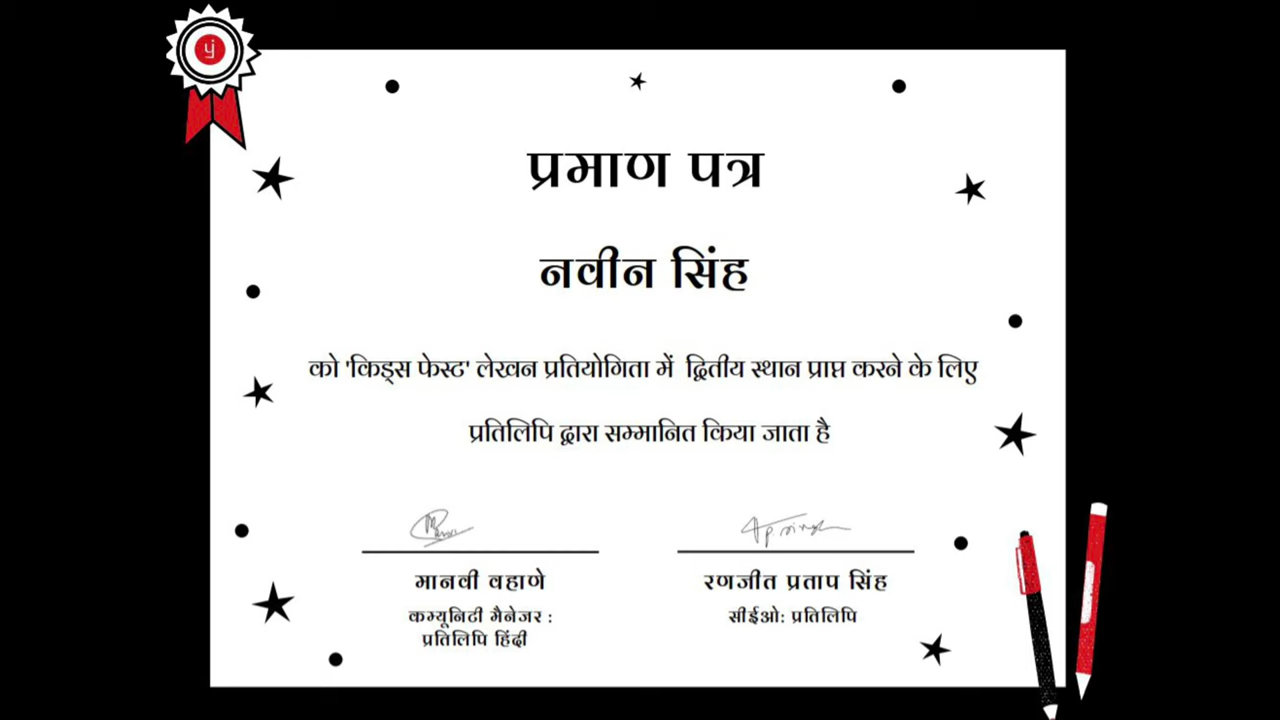 प्रमाण पत्र
नवीन सिंह
को 'किड्स फेस्ट' लेखन प्रतियोगिता में द्वितीय स्थान प्राप्त करने के लिए
प्रतिलिपि द्वारा सम्मानित किया जाता है
मानवी वहाणे
कम्यूनिटी मैनेजर :
प्रतिलिपि हिंदी
रणजीत प्रताप सिंह
सीईओ: प्रतिलिपि